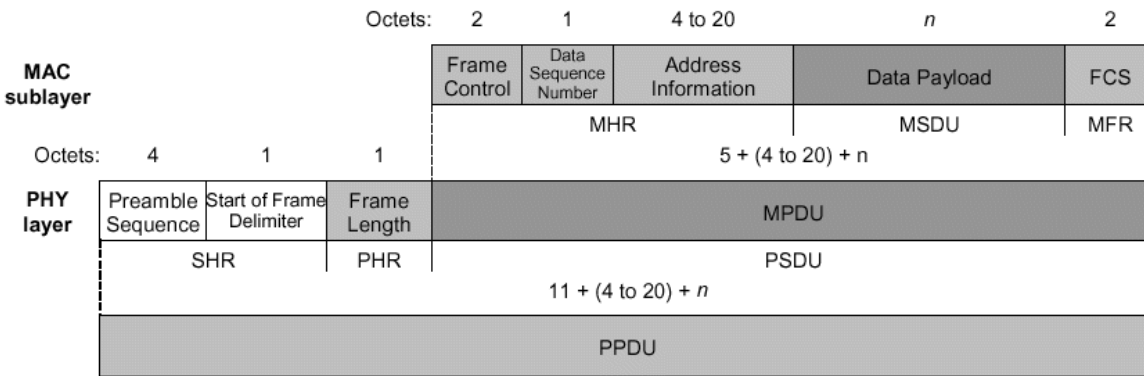 Octets: 2 1 4 to 20 n 2
MAC sublayer
Frame Control
Data Sequence Number
Address Information
Data Payload
FCS
MHR MSDU MFR
Octets: 4 1 1 5 + (4 to 20) + n
PHY layer
Preamble Sequence
Start of Frame Delimiter
Frame Length
MPDU
SHR PHR PSDU
11 + (4 to 20) + n
PPDU